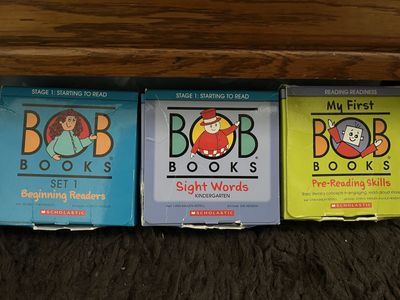 STAGE 1: STARTING TO READ
BOB
BOOKS
SET 1
Beginning Readers
SCHOLASTIC
STAGE 1: STARTING TO READ
BOB
BOOKS
Sight Words
KINDERGARTEN
SCHOLASTIC
READING READINESS
My First
BOB
BOOKS
Pre-Reading Skills
SCHOLASTIC